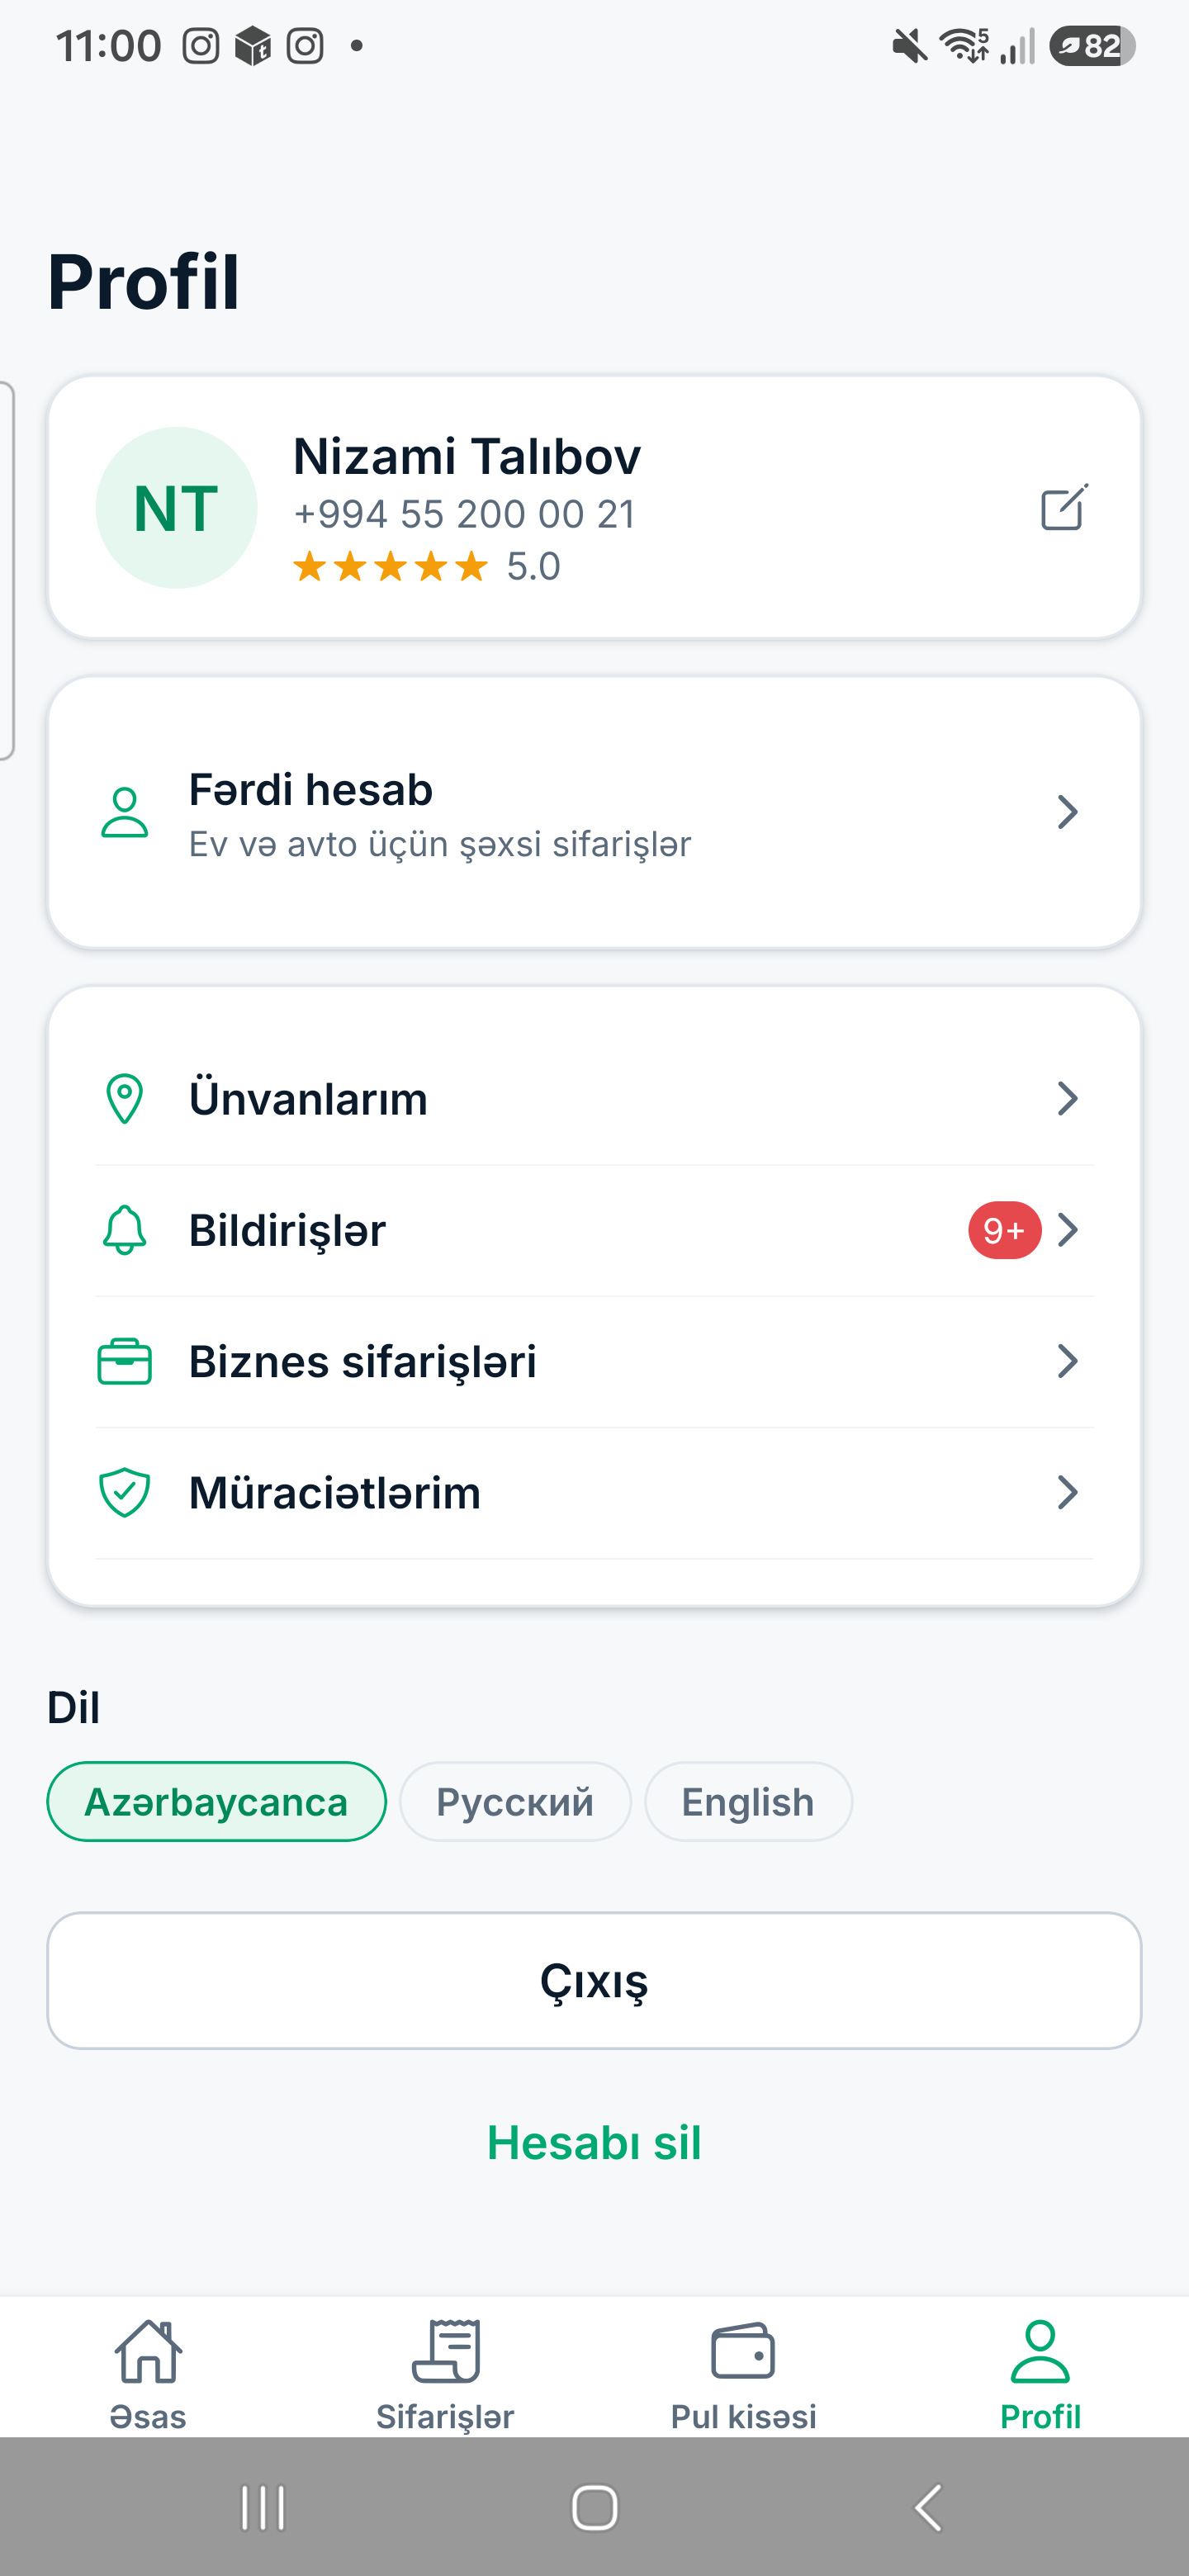 11:00
5
82
Profil
NT
Nizami Talıbov
+994 55 200 00 21
5.0
Fərdi hesab
Ev və avto üçün şəxsi sifarişlər
Ünvanlarım
Bildirişlər 9+
Biznes sifarişləri
Müraciətlərim
Dil
Azərbaycanca Русский English
Çıxış
Hesabı sil
Əsas Sifarişlər Pul kisəsi Profil